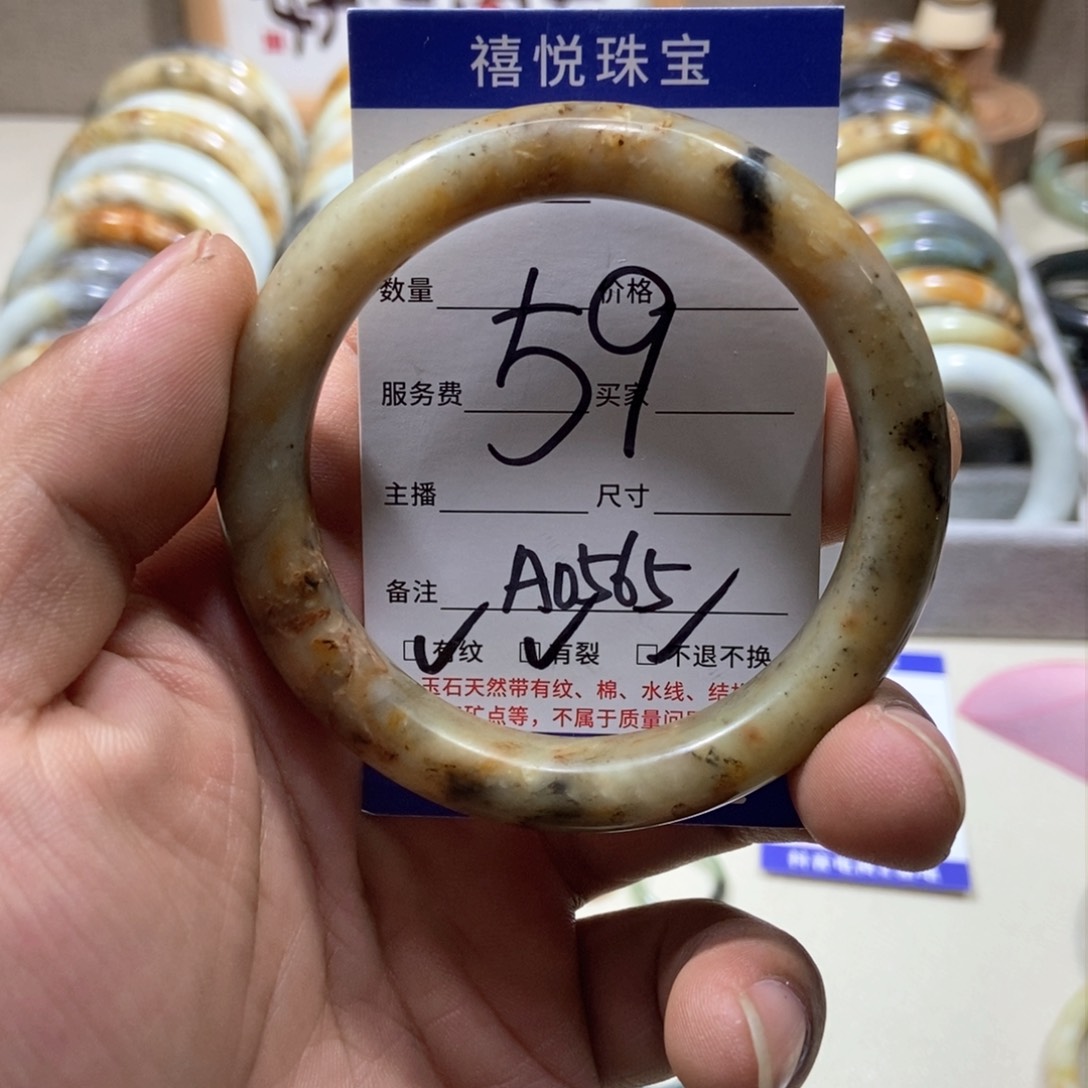 禧悦珠宝
数量 价格
59
服务费 买家
主播 尺寸
备注 A0565
有纹 有裂 不退不换
玉石天然带有纹、棉、水线、结
矿点等，不属于质量问